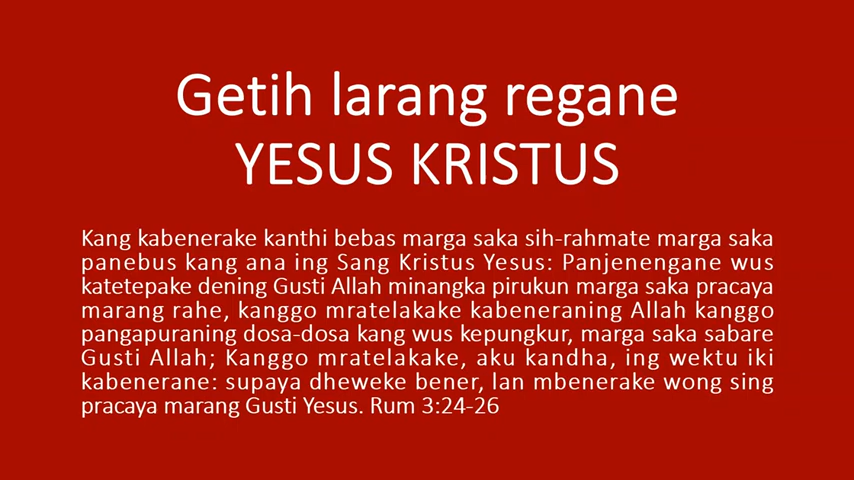 Getih larang regane
YESUS KRISTUS
Kang kabenerake kanthi bebas marga saka sih-rahmate marga saka
panebus kang ana ing Sang Kristus Yesus: Panjenengane wus
katetepake dening Gusti Allah minangka pirukun marga saka pracaya
marang rahe, kanggo mratelakake kabeneraning Allah kanggo
pangapuraning dosa-dosa kang wus kepungkur, marga saka sabare
Gusti Allah; Kanggo mratelakake, aku kandha, ing wektu iki
kabenerane: supaya dheweke bener, lan mbenerake wong sing
pracaya marang Gusti Yesus. Rum 3:24-26